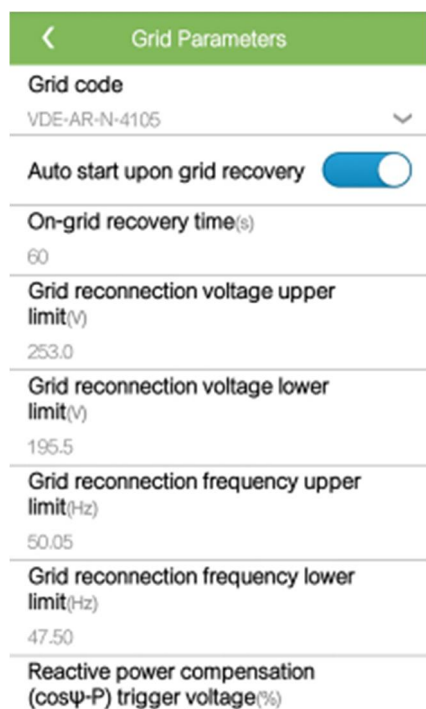 Grid Parameters
Grid code
VDE-AR-N-4105
Auto start upon grid recovery
On-grid recovery time(s)
60
Grid reconnection voltage upper
limit(V)
253.0
Grid reconnection voltage lower
limit(V)
195.5
Grid reconnection frequency upper
limit(Hz)
50.05
Grid reconnection frequency lower
limit(Hz)
47.50
Reactive power compensation
(cosψ-P) trigger voltage(%)